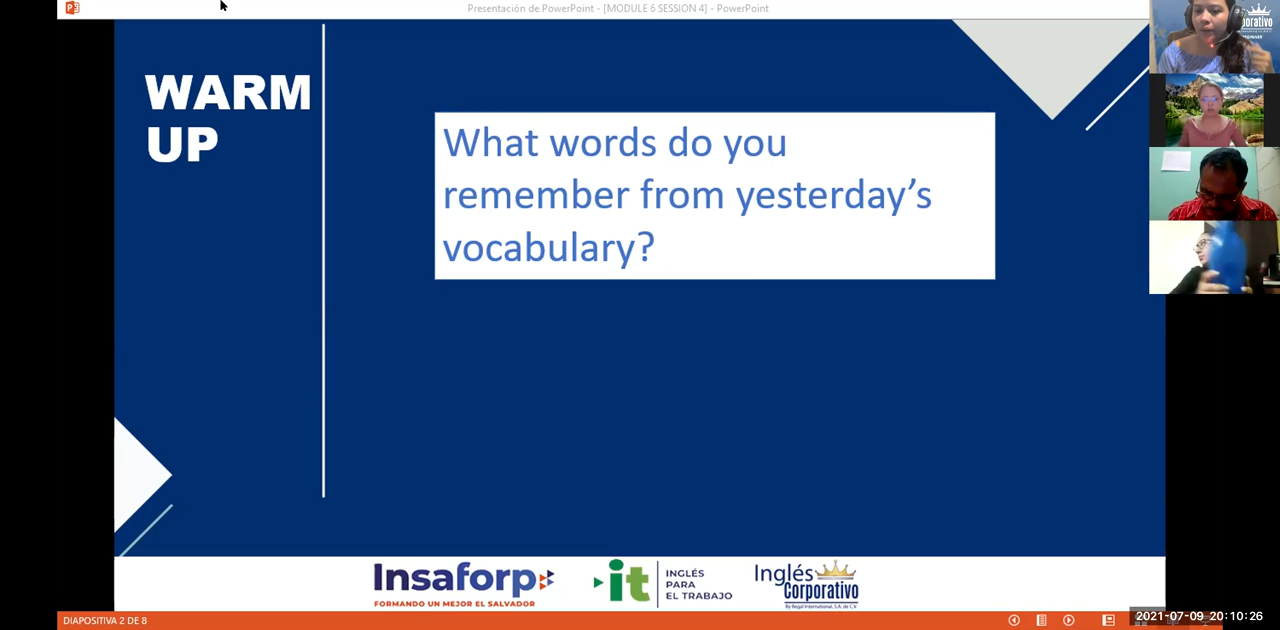 Presentación de PowerPoint - [MODULE 6 SESSION 4] - PowerPoint
WARM
UP
What words do you
remember from yesterday’s
vocabulary?
Insaforp
FORMANDO UN MEJOR EL SALVADOR
it
INGLÉS
PARA
EL TRABAJO
Inglés
Corporativo
By Regal International, S.A. de C.V.
DIAPOSITIVA 2 DE 8
2021-07-09 20:10:26